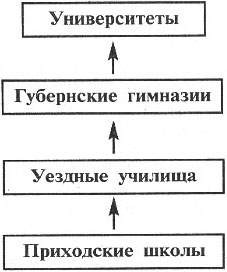 Университеты
Губернские гимназии
Уездные училища
Приходские школы